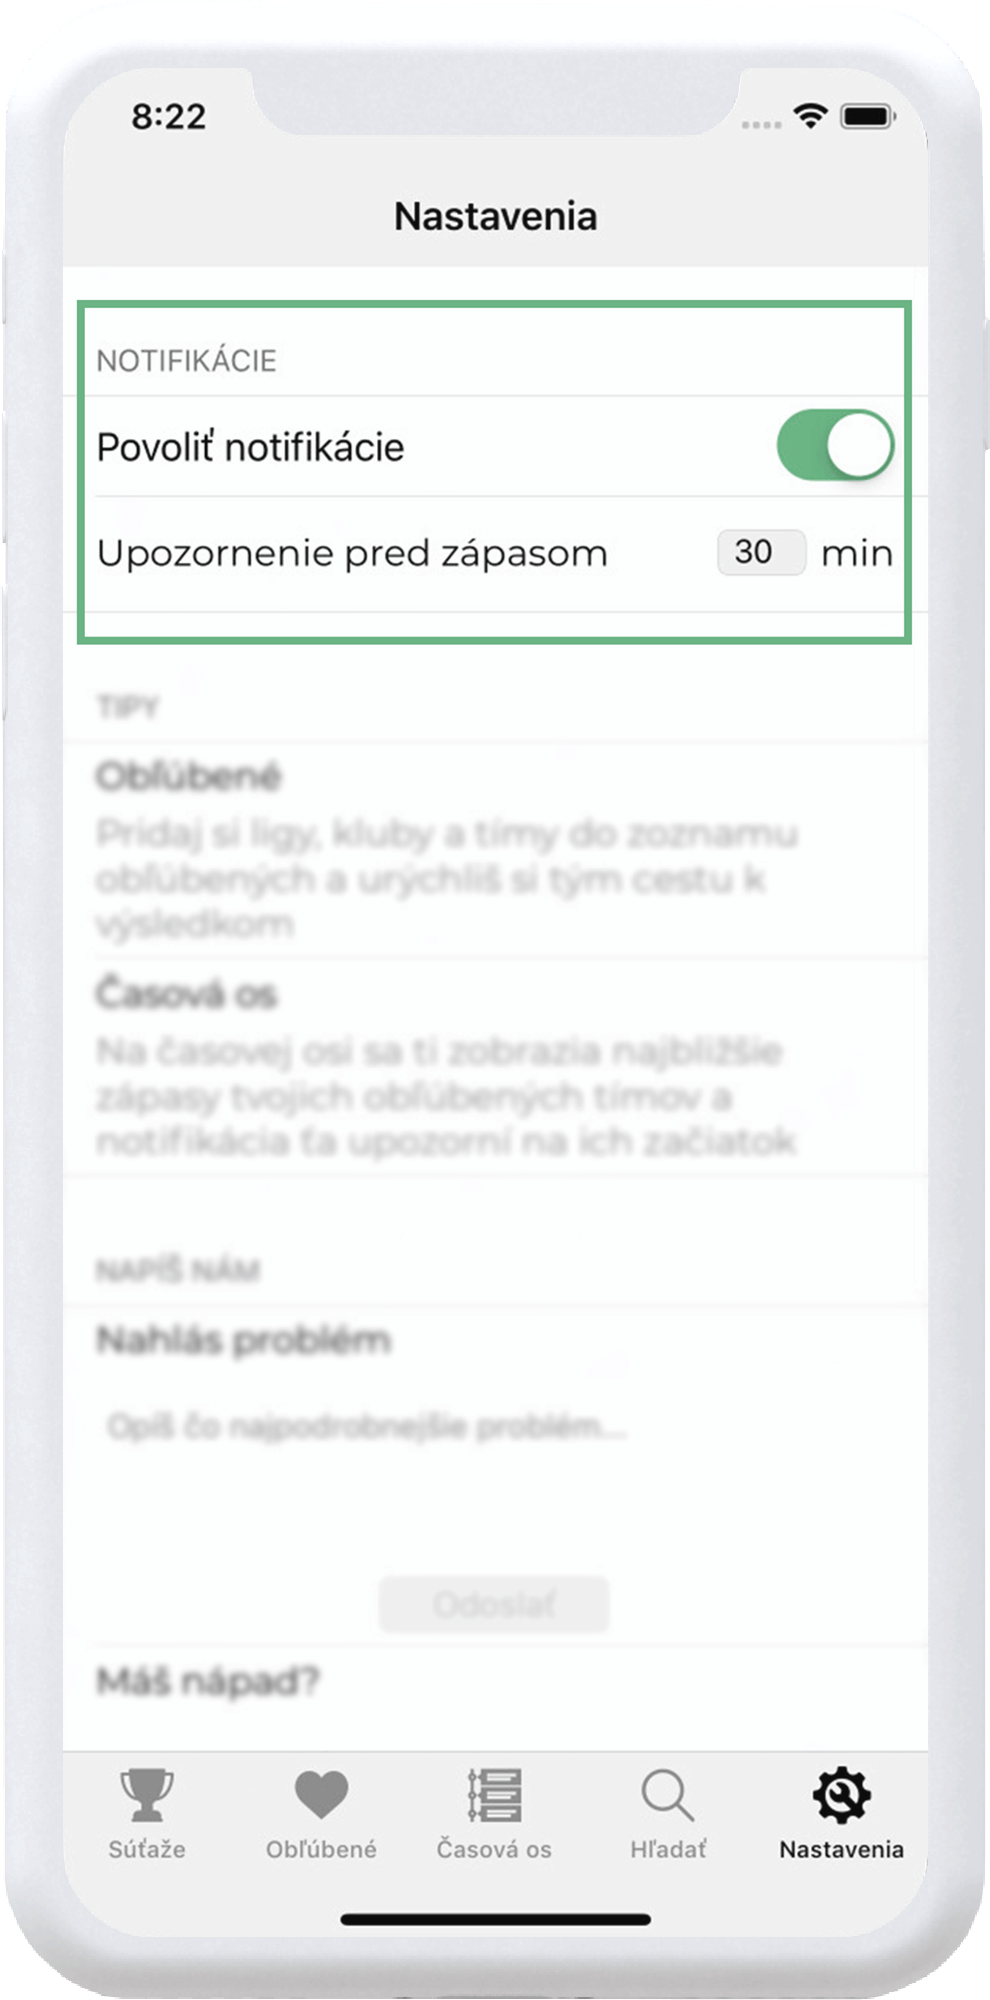 8:22
Nastavenia
NOTIFIKÁCIE
Povoliť notifikácie
Upozornenie pred zápasom 30 min
TIPY
Obľúbené
Pridaj si ligy, kluby a tímy do zoznamu
obľúbených a urýchliš si tým cestu k
výsledkom
Časová os
Na časovej osi sa ti zobrazia najbližšie
zápasy tvojich obľúbených tímov a
notifikácia ťa upozorní na ich začiatok
NAPÍŠ NÁM
Nahlás problém
Opíš čo najpodrobnejšie problém...
Odoslať
Máš nápad?
Súťaže Obľúbené Časová os Hľadať Nastavenia